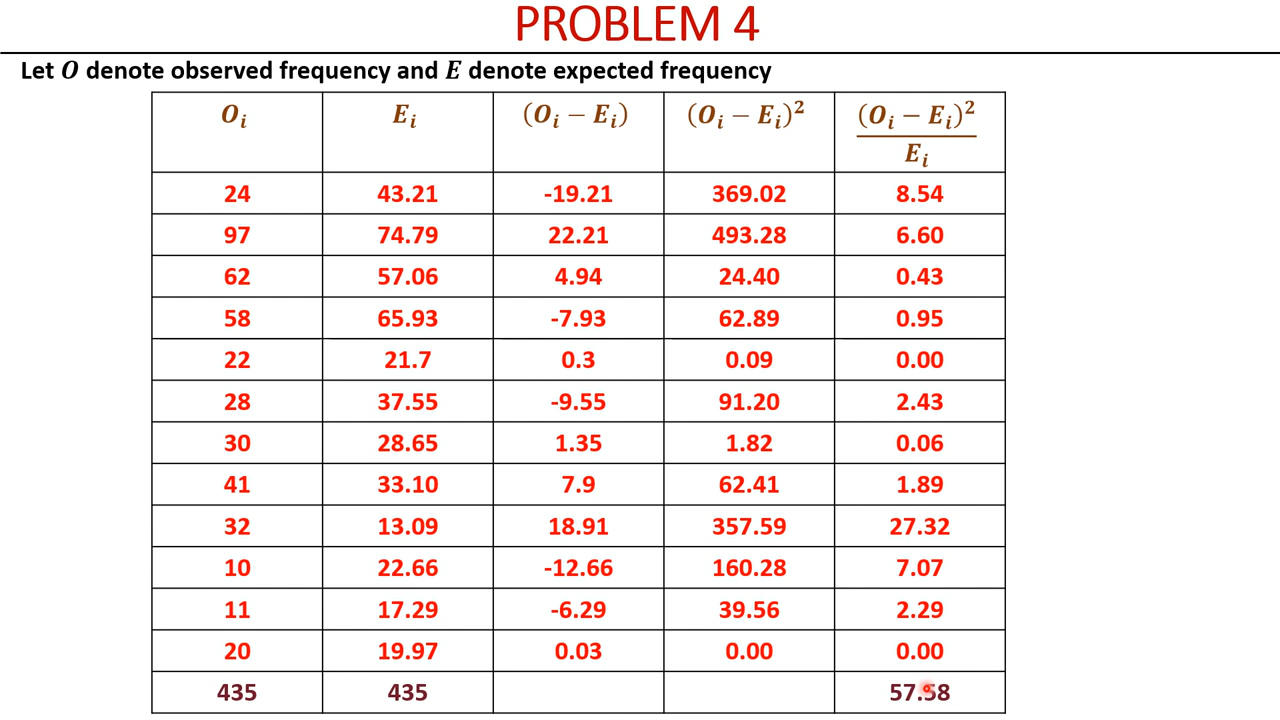 PROBLEM 4
Let O denote observed frequency and E denote expected frequency
Oᵢ Eᵢ (Oᵢ − Eᵢ) (Oᵢ − Eᵢ)² (Oᵢ − Eᵢ)²
Eᵢ
24 43.21 -19.21 369.02 8.54
97 74.79 22.21 493.28 6.60
62 57.06 4.94 24.40 0.43
58 65.93 -7.93 62.89 0.95
22 21.7 0.3 0.09 0.00
28 37.55 -9.55 91.20 2.43
30 28.65 1.35 1.82 0.06
41 33.10 7.9 62.41 1.89
32 13.09 18.91 357.59 27.32
10 22.66 -12.66 160.28 7.07
11 17.29 -6.29 39.56 2.29
20 19.97 0.03 0.00 0.00
435 435 57.58